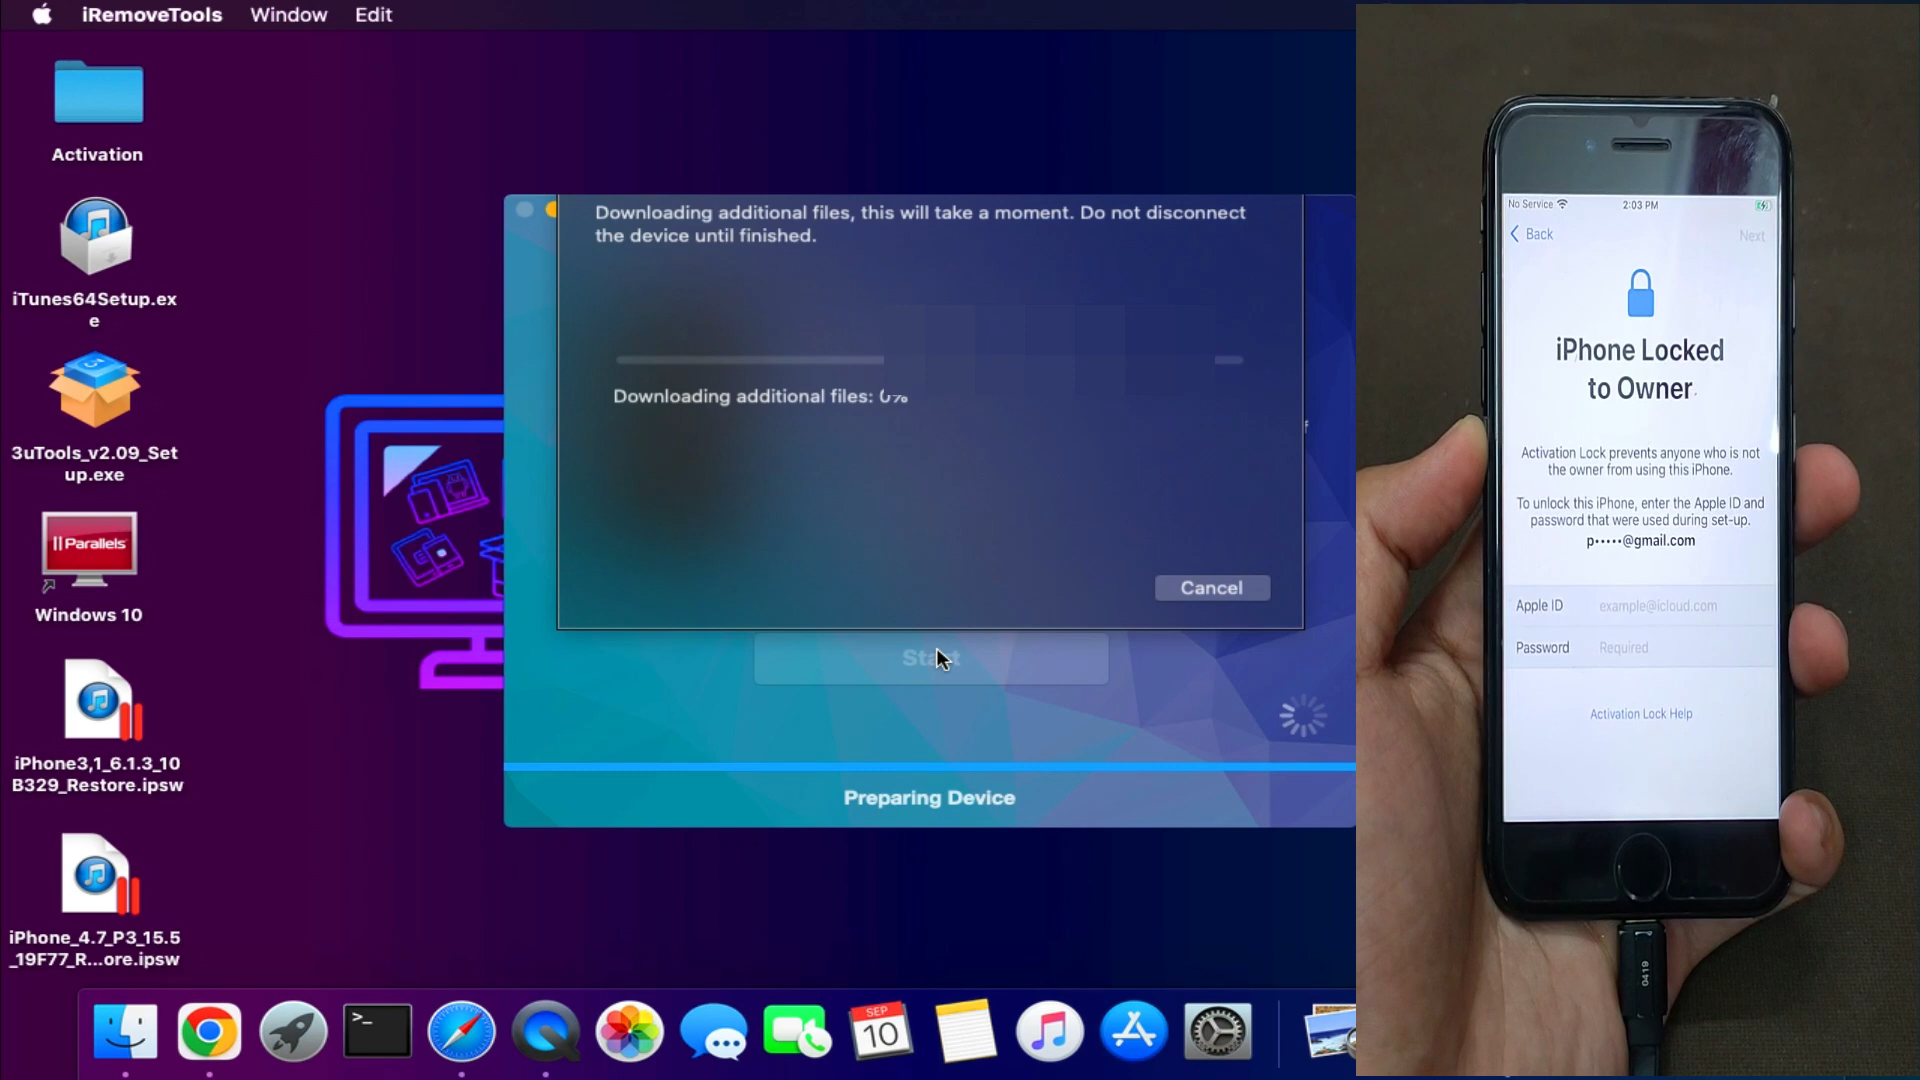 iRemoveTools Window Edit
Activation
iTunes64Setup.ex
e
3uTools_v2.09_Set
up.exe
Parallels
Windows 10
iPhone3,1_6.1.3_10
B329_Restore.ipsw
iPhone_4.7_P3_15.5
_19F77_R...ore.ipsw
Downloading additional files, this will take a moment. Do not disconnect
the device until finished.
Downloading additional files:
Cancel
Start
Preparing Device
SEP
10
No Service 2:03 PM
Back Next
iPhone Locked
to Owner
Activation Lock prevents anyone who is not
the owner from using this iPhone.
To unlock this iPhone, enter the Apple ID and
password that were used during set-up.
p•••••@gmail.com
Apple ID example@icloud.com
Password Required
Activation Lock Help
0419